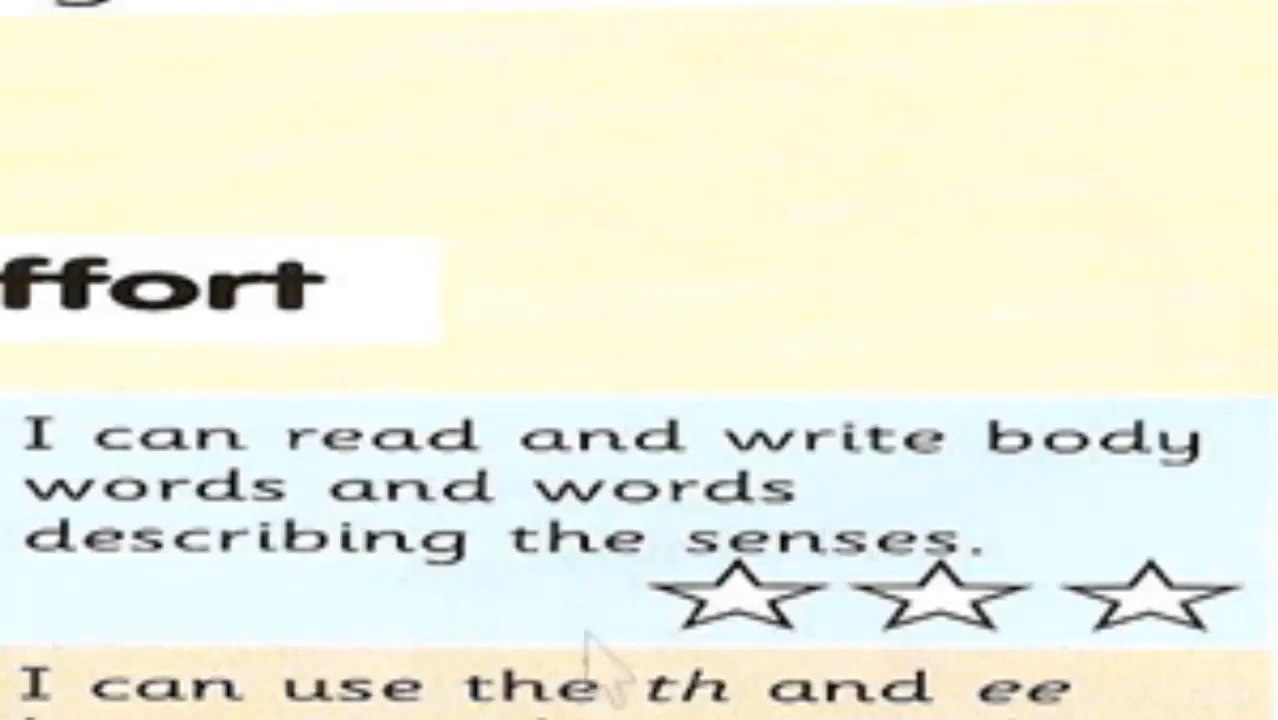 ffort
I can read and write body
words and words
describing the senses.
I can use the th and ee